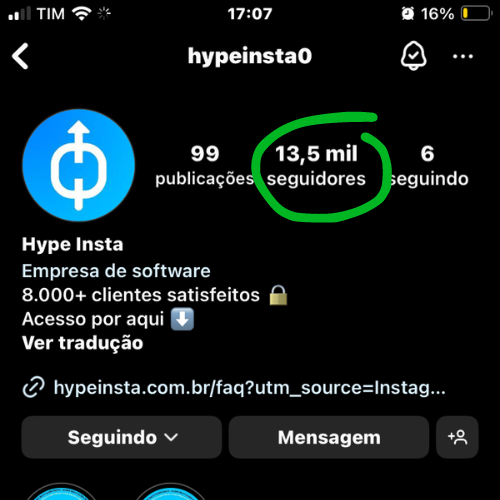 TIM 17:07 16%
hypeinsta0
99 13,5 mil 6
publicações seguidores seguindo
Hype Insta
Empresa de software
8.000+ clientes satisfeitos
Acesso por aqui
Ver tradução
hypeinsta.com.br/faq?utm_source=Instag...
Seguindo Mensagem